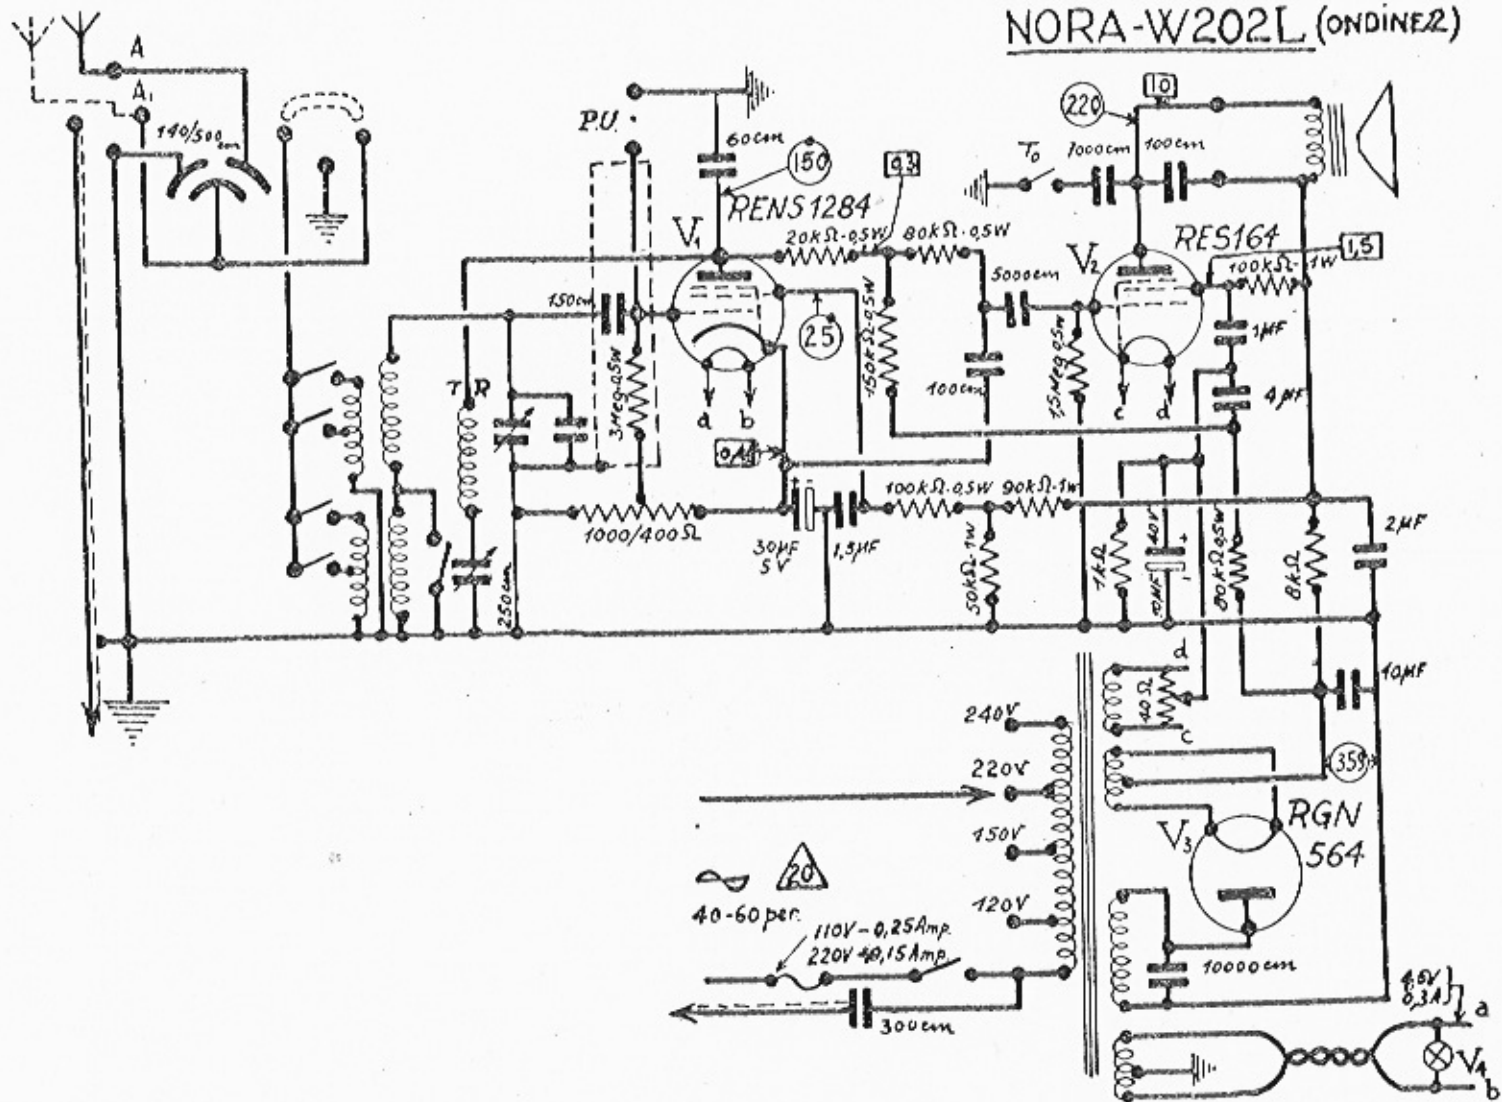 NORA-W202L (ONDINE Ω)
A
A1
140/500cm
P.U.
60cm
150
RENS1284
V1
20kΩ-0,5W
0,3
80kΩ-0,5W
220
10
T0
1000cm
100cm
RES164
V2
1,5
100kΩ-1W
5000cm
150cm
25
150kΩ-0,5W
1,5Meg 0,5W
1µF
4µF
100cm
3Meg-0,5W
T R
a
b
c
d
1000/400Ω
30µF
5V
1,5µF
100kΩ-0,5W
90kΩ-1W
50kΩ-1W
1kΩ
10µF 40V
80kΩ 0,5W
8kΩ
2µF
250cm
10µF
d
40Ω
c
359
240V
220V
150V
120V
V3
RGN
564
20
40-60 per.
110V-0,25Amp.
220V-0,15Amp.
300cm
10000cm
0,3A
a
V4
b